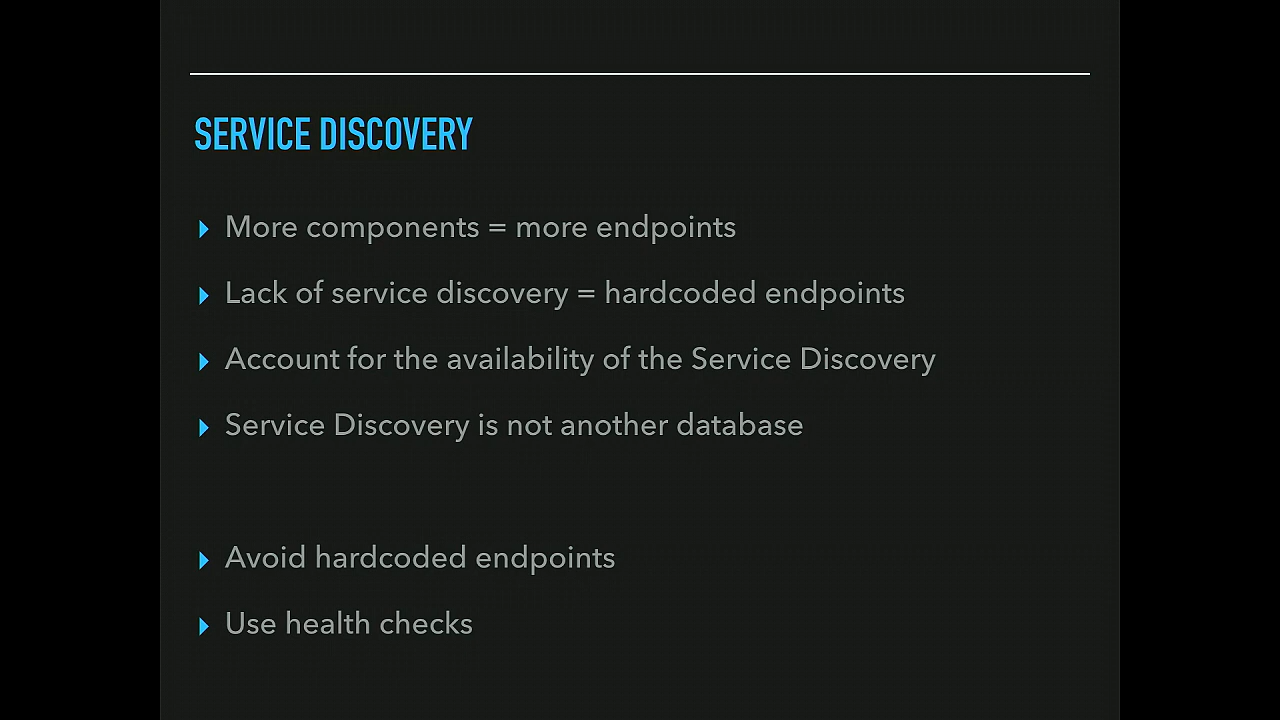 SERVICE DISCOVERY
More components = more endpoints
Lack of service discovery = hardcoded endpoints
Account for the availability of the Service Discovery
Service Discovery is not another database
Avoid hardcoded endpoints
Use health checks